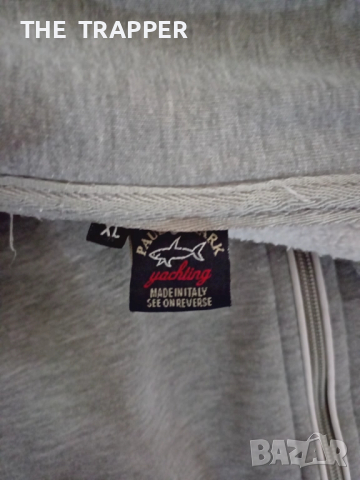 THE TRAPPER
XL
PAUL & SHARK
yachting
MADE IN ITALY
SEE ON REVERSE
BAZAR